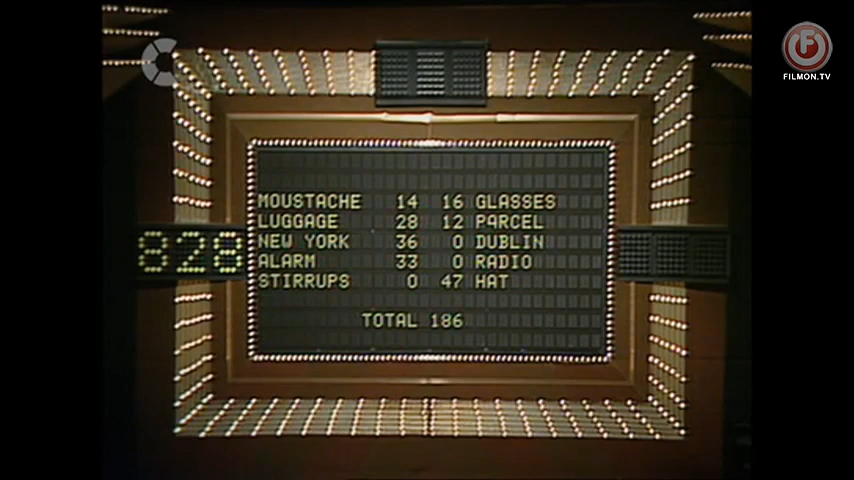 FILMON.TV
828
MOUSTACHE 14 16 GLASSES
LUGGAGE 28 12 PARCEL
NEW YORK 36 0 DUBLIN
ALARM 33 0 RADIO
STIRRUPS 0 47 HAT
TOTAL 186